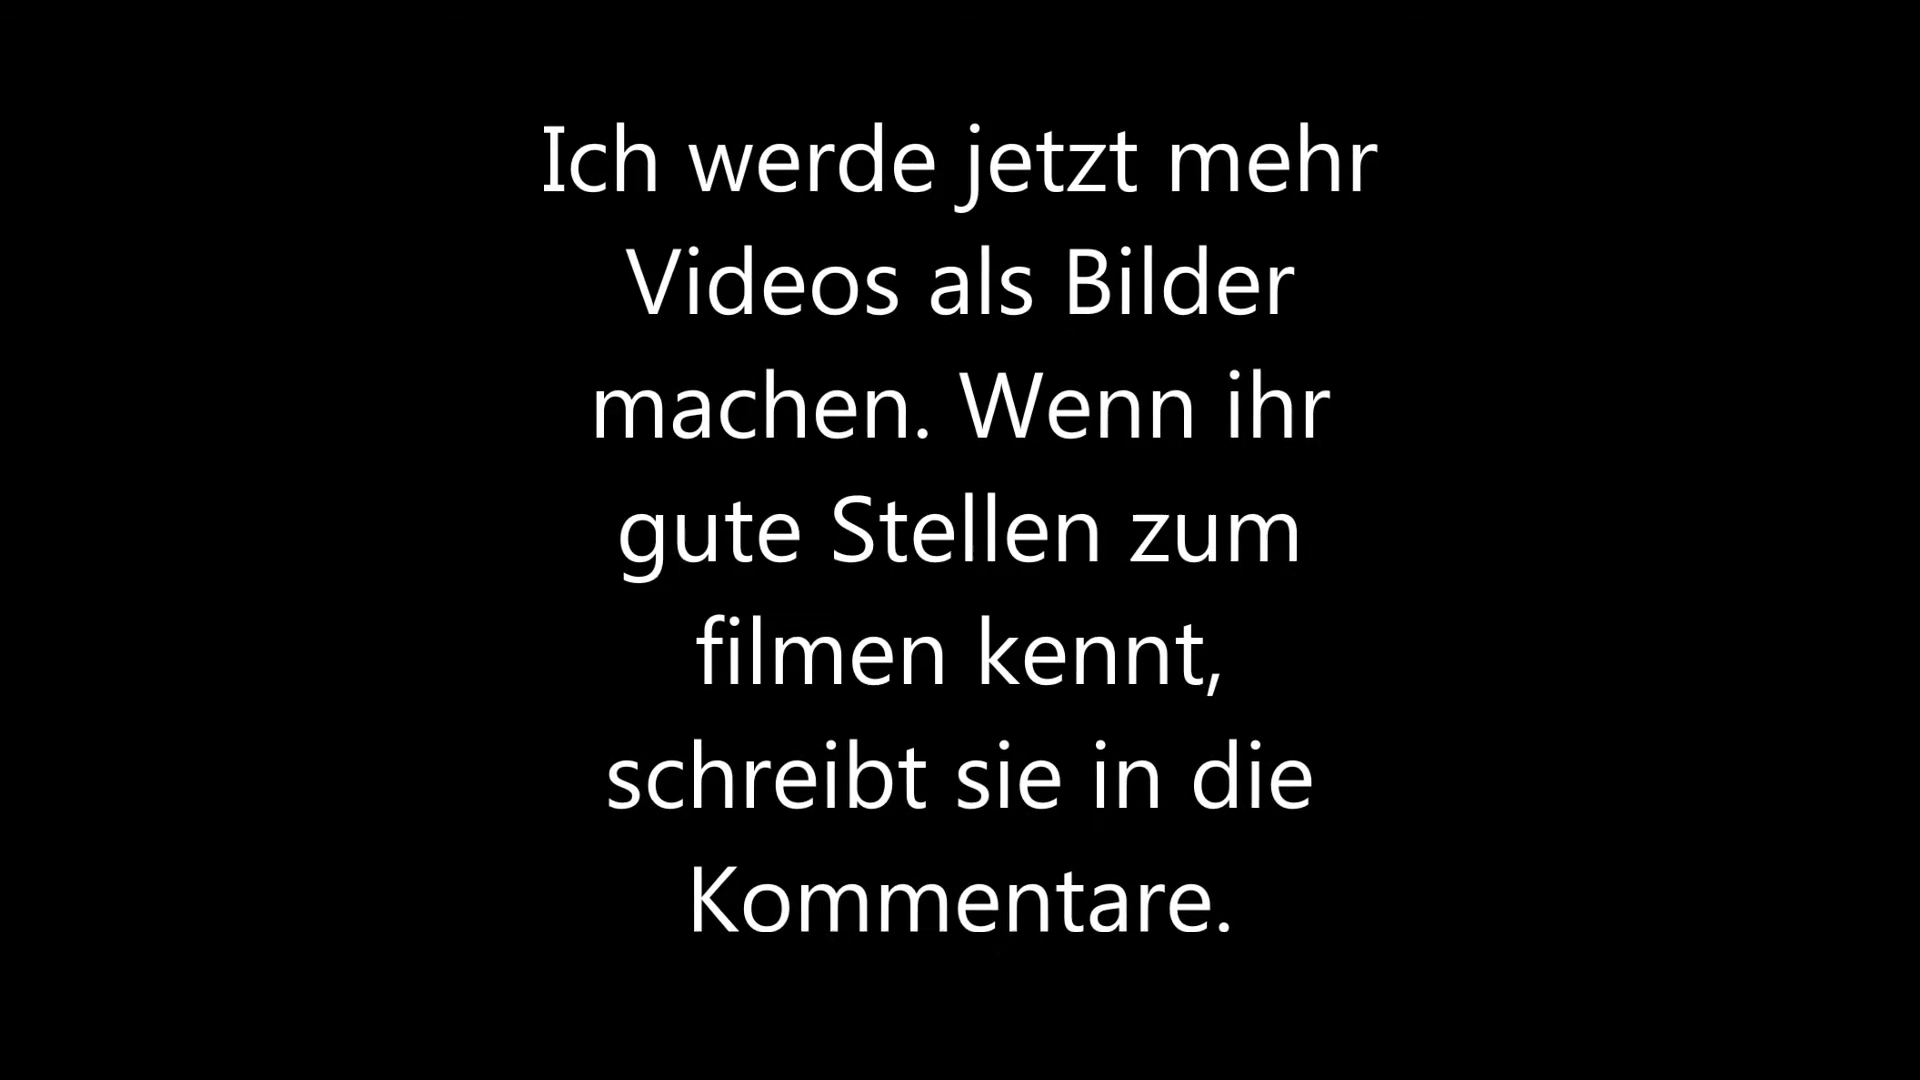 Ich werde jetzt mehr
Videos als Bilder
machen. Wenn ihr
gute Stellen zum
filmen kennt,
schreibt sie in die
Kommentare.